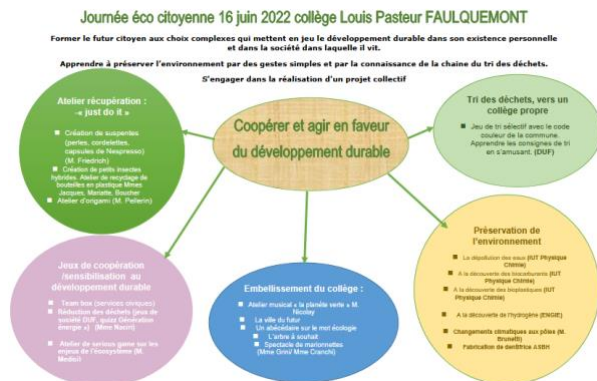 Journée éco citoyenne 16 juin 2022 collège Louis Pasteur FAULQUEMONT
Former le futur citoyen aux choix complexes qui mettent en jeu le développement durable dans son existence personnelle
et dans la société dans laquelle il vit.
Apprendre à préserver l'environnement par des gestes simples et par la connaissance de la chaine du tri des déchets.
S'engager dans la réalisation d'un projet collectif
Coopérer et agir en faveur
du développement durable
Atelier récupération :
-« just do it »
Création de suspentes
(perles, cordelettes,
capsules de Nespresso)
(M. Friedrich)
Création de petits insectes
hybrides. Atelier de recyclage de
bouteilles en plastique Mmes
Jacques, Mariatte, Boucher
Atelier d'origami (M. Pellerin)
Tri des déchets, vers un
collège propre
Jeu de tri sélectif avec le code
couleur de la commune.
Apprendre les consignes de tri
en s'amusant. (DUF)
Jeux de coopération
/sensibilisation au
développement durable
Team box (services civiques)
Réduction des déchets (jeux de
société DUF, quizz Génération
énergie ») (Mme Naciri)
Atelier de serious game sur les
enjeux de l'écosystème (M.
Embellissement du collège :
Atelier musical « la planète verte » M.
Nicolay
La ville du futur
Un abécédaire sur le mot écologie
L'arbre à souhait
Spectacle de marionnettes
(Mme Grini/ Mme Cranchi)
Préservation de
l'environnement
La dépollution des eaux (IUT Physique
Chimie)
A la découverte des biocarburants (IUT Physique
Chimie)
A la découverte des bioplastiques (IUT
Physique Chimie)
A la découverte de l'hydrogène (ENGIE)
Changements climatiques aux pôles (M.
Brunetti)
Fabrication de dentifrice ASBH